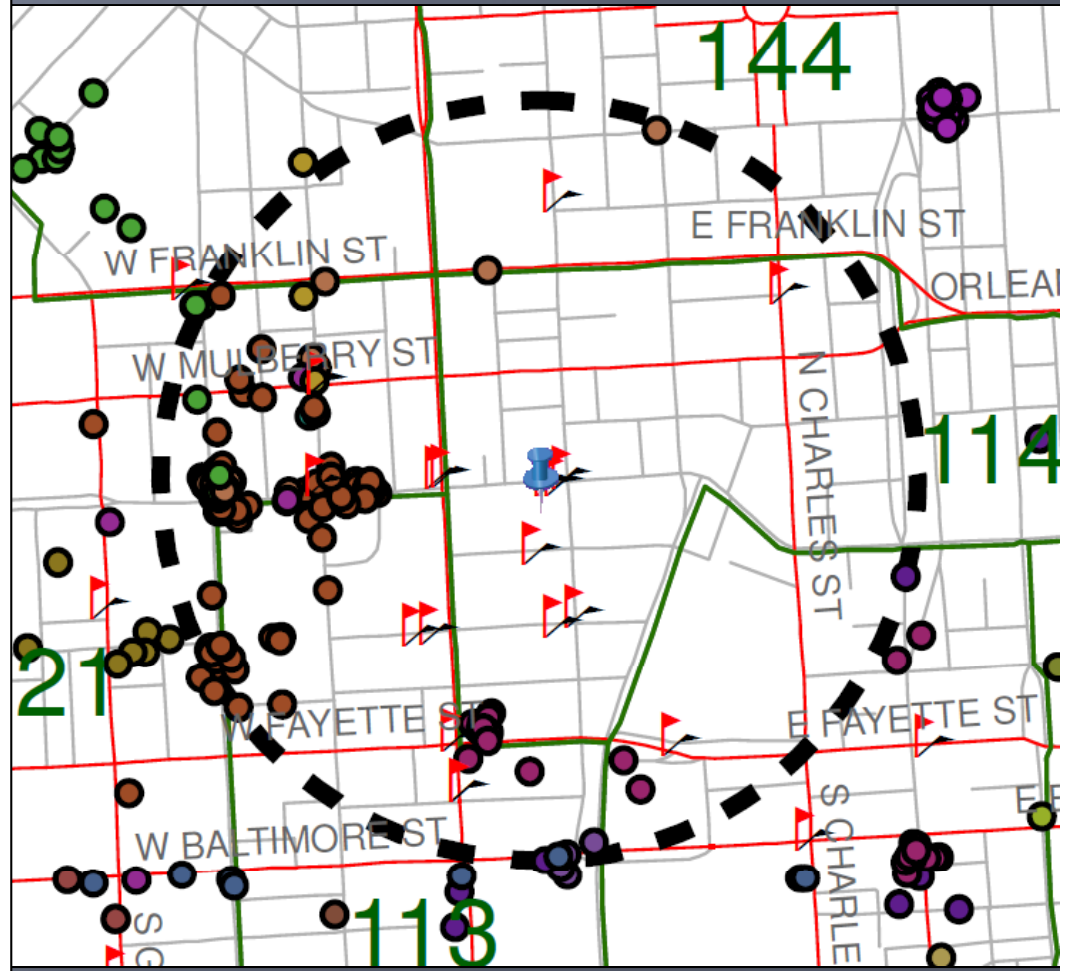 144
E FRANKLIN ST
W FRANKLIN ST
ORLEA
W MULBERRY ST
N CHARLES ST
114
21
W FAYETTE ST
E FAYETTE ST
S CHARLE
E
W BALTIMORE ST
113
S G